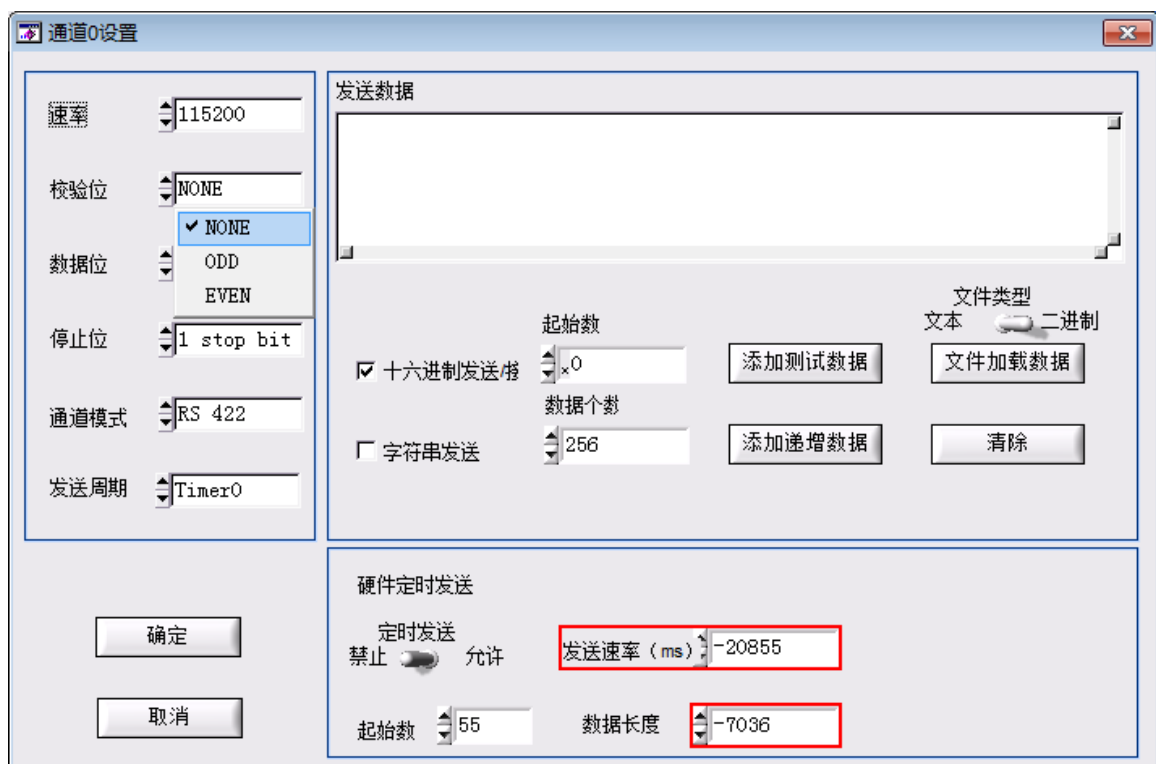 通道0设置
速率 115200
校验位 NONE
NONE
ODD
EVEN
数据位
停止位 1 stop bit
通道模式 RS 422
发送周期 Timer0
确定
取消
发送数据
文件类型
文本 二进制
起始数
十六进制发送/接 ×0 添加测试数据 文件加载数据
数据个数
字符串发送 256 添加递增数据 清除
硬件定时发送
定时发送
禁止 允许 发送速率(ms) -20855
起始数 55 数据长度 -7036